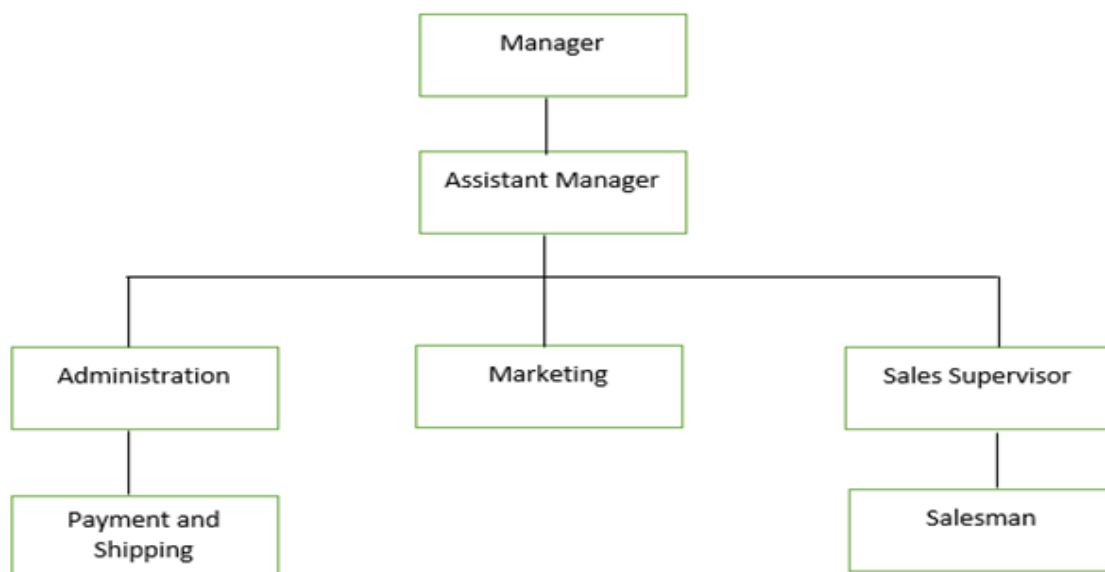 Manager
Assistant Manager
Administration
Marketing
Sales Supervisor
Payment and
Shipping
Salesman